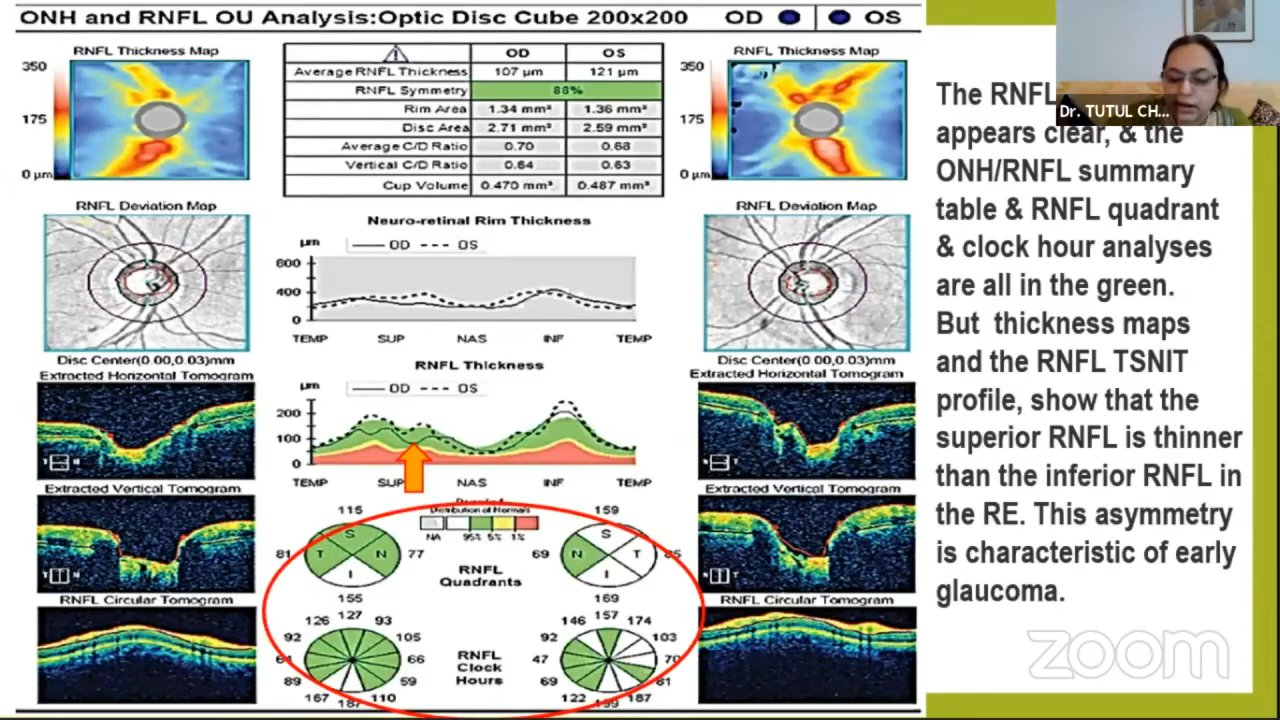 ONH and RNFL OU Analysis:Optic Disc Cube 200x200
OD
OS
RNFL Thickness Map
350
175
0 μm
OD OS
Average RNFL Thickness 107 μm 121 μm
RNFL Symmetry 88%
Rim Area 1.34 mm² 1.36 mm²
Disc Area 2.71 mm² 2.59 mm²
Average C/D Ratio 0.70 0.68
Vertical C/D Ratio 0.64 0.63
Cup Volume 0.470 mm³ 0.487 mm³
RNFL Thickness Map
350
175
0 μm
RNFL Deviation Map
Disc Center(0.00,0.03)mm
Neuro-retinal Rim Thickness
μm
OD OS
800
400
0
TEMP SUP NAS INF TEMP
RNFL Deviation Map
Disc Center(0.00,0.03)mm
Extracted Horizontal Tomogram
Extracted Vertical Tomogram
RNFL Circular Tomogram
RNFL Thickness
μm
OD OS
200
100
0
TEMP SUP NAS INF TEMP
Distribution of Normals
NA 95% 5% 1%
115
81 S T N I 77
155
RNFL
Quadrants
159
69 S N T I
169
127
126 93
92 105
66
89 59
167 110
RNFL
Clock
Hours
157
146 174
92 103
47
69 81
122 187
Extracted Horizontal Tomogram
Extracted Vertical Tomogram
RNFL Circular Tomogram
The RNFL
appears clear, & the
ONH/RNFL summary
table & RNFL quadrant
& clock hour analyses
are all in the green.
But thickness maps
and the RNFL TSNIT
profile, show that the
superior RNFL is thinner
than the inferior RNFL in
the RE. This asymmetry
is characteristic of early
glaucoma.
Dr. TUTUL CH...
zoom